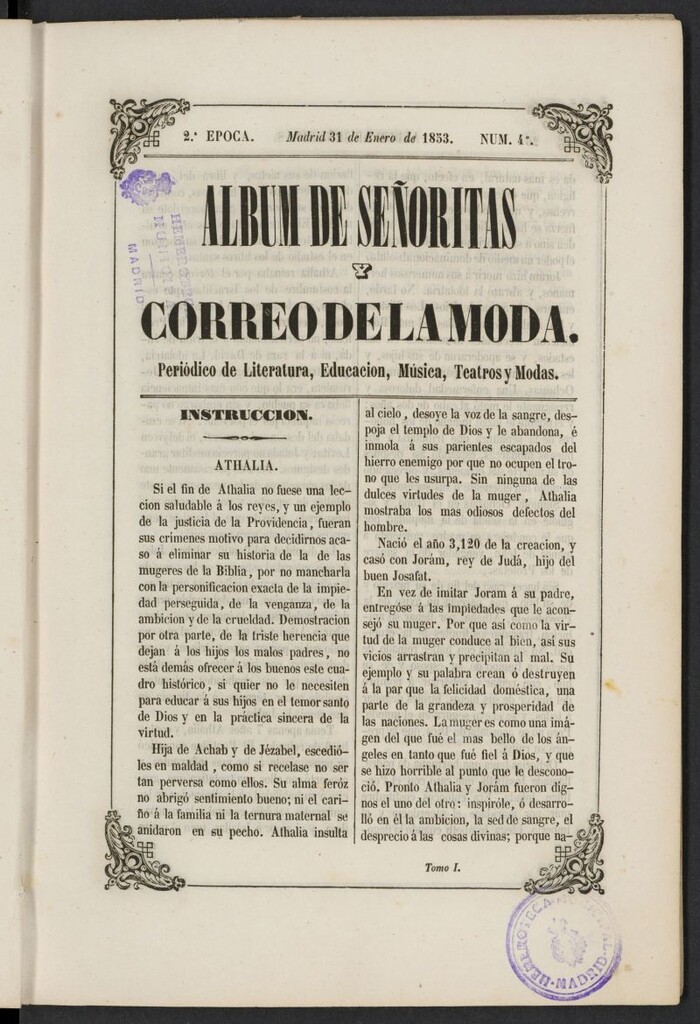 2.ª EPOCA. Madrid 31 de Enero de 1853. NUM. 4º.
ALBUM DE SEÑORITAS
Y
CORREO DE LA MODA.
Periódico de Literatura, Educacion, Música, Teatros y Modas.
INSTRUCCION.
ATHALIA.
Si el fin de Athalia no fuese una lec-
cion saludable á los reyes, y un ejemplo
de la justicia de la Providencia, fueran
sus crímenes motivo para decidirnos aca-
so á eliminar su historia de la de las
mugeres de la Biblia, por no mancharla
con la personificacion exacta de la impie-
dad perseguida, de la venganza, de la
ambicion y de la crueldad. Demostracion
por otra parte, de la triste herencia que
dejan á los hijos los malos padres, no
está demás ofrecer á los buenos este cua-
dro histórico, si quier no le necesiten
para educar á sus hijos en el temor santo
de Dios y en la práctica sincera de la
virtud.
Hija de Achab y de Jézabel, escedió-
les en maldad, como si recelase no ser
tan perversa como ellos. Su alma feróz
no abrigó sentimiento bueno; ni el cari-
ño á la familia ni la ternura maternal se
anidaron en su pecho. Athalia insulta
al cielo, desoye la voz de la sangre, des-
poja el templo de Dios y le abandona, é
inmola á sus parientes escapados del
hierro enemigo por que no ocupen el tro-
no que les usurpa. Sin ninguna de las
dulces virtudes de la muger, Athalia
mostraba los mas odiosos defectos del
hombre.
Nació el año 3,120 de la creacion, y
casó con Jorám, rey de Judá, hijo del
buen Josafat.
En vez de imitar Joram á su padre,
entregóse á las impiedades que le acon-
sejó su muger. Por que así como la vir-
tud de la muger conduce al bien, así sus
vicios arrastran y precipitan al mal. Su
ejemplo y su palabra crean ó destruyen
á la par que la felicidad doméstica, una
parte de la grandeza y prosperidad de
las naciones. La muger es como una imá-
gen del que fué el mas bello de los án-
geles en tanto que fué fiel á Dios, y que
se hizo horrible al punto que le descono-
ció. Pronto Athalia y Jorám fueron dig-
nos el uno del otro: inspiróle, ó desarro-
lló en él la ambicion, la sed de sangre, el
desprecio á las cosas divinas; porque na-
Tomo I.
HEMEROTECA MUNICIPAL
MADRID